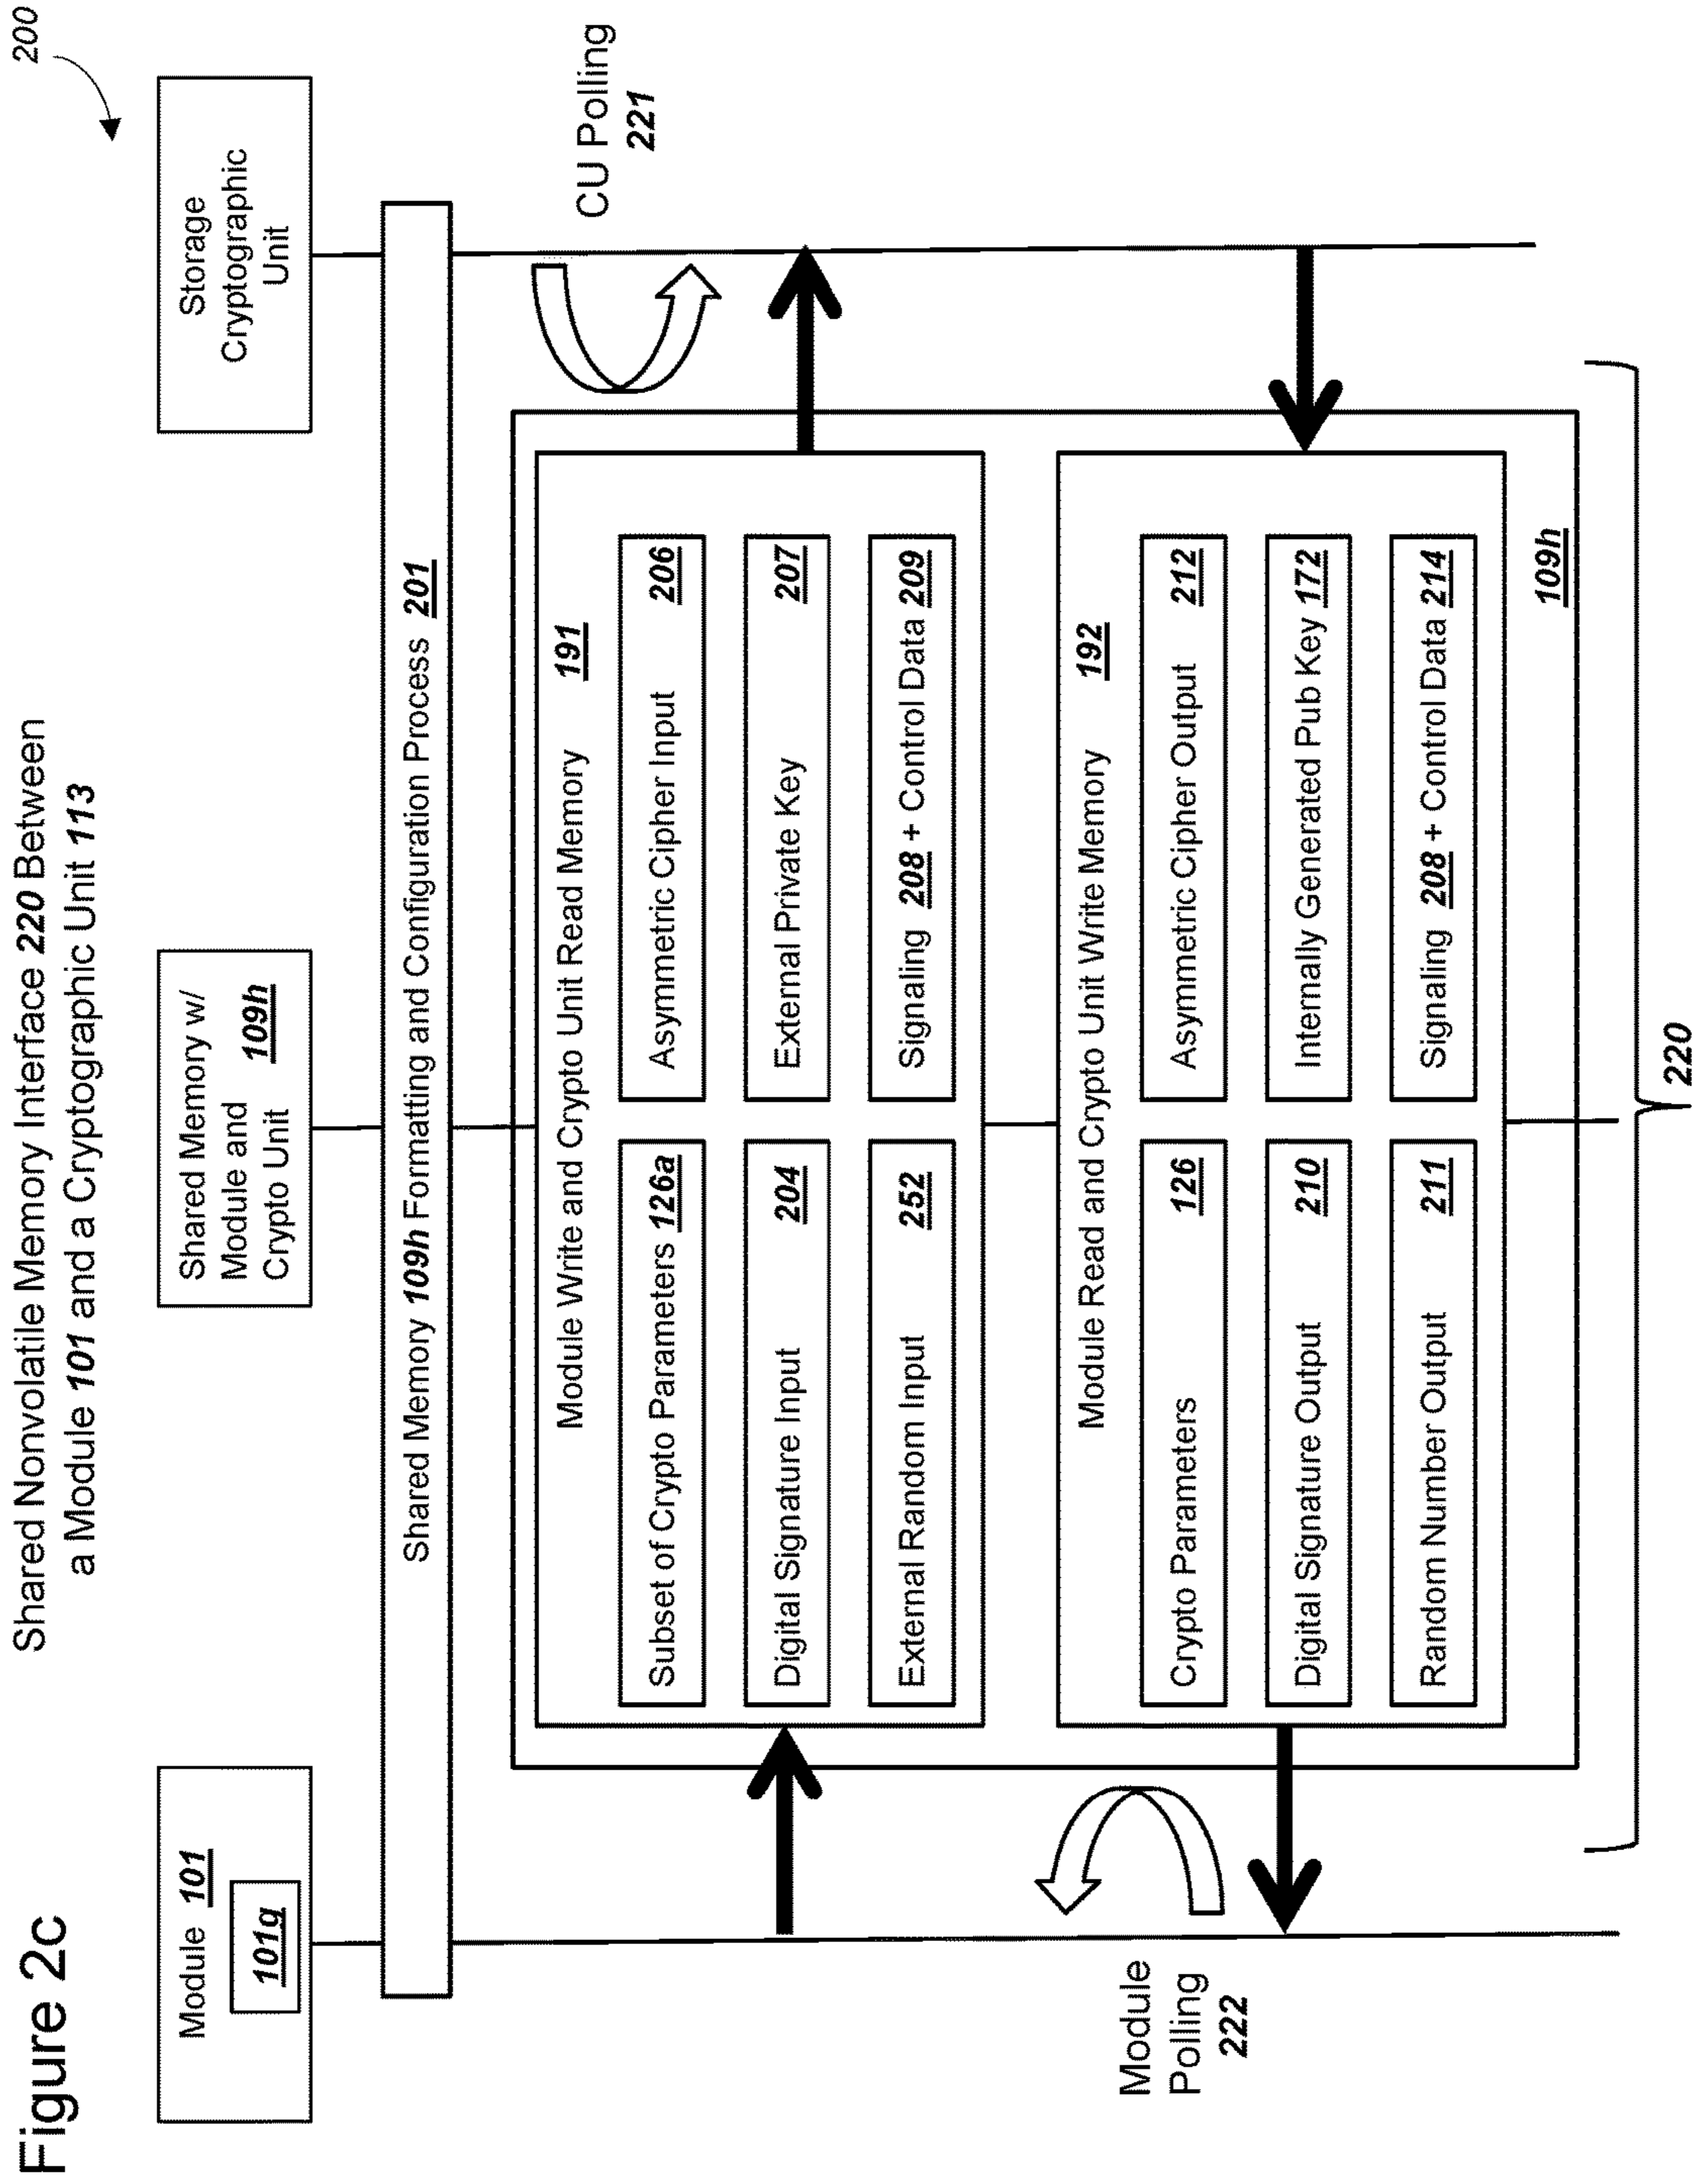 Figure 2c
Shared Nonvolatile Memory Interface 220 Between
a Module 101 and a Cryptographic Unit 113
200
Module 101
101g
Shared Memory w/
Module and 109h
Crypto Unit
Storage
Cryptographic
Unit
Shared Memory 109h Formatting and Configuration Process 201
CU Polling
221
Module Write and Crypto Unit Read Memory 191
Subset of Crypto Parameters 126a
Asymmetric Cipher Input 206
Digital Signature Input 204
External Private Key 207
External Random Input 252
Signaling 208 + Control Data 209
Module
Polling
222
Module Read and Crypto Unit Write Memory 192
Crypto Parameters 126
Asymmetric Cipher Output 212
Digital Signature Output 210
Internally Generated Pub Key 172
Random Number Output 211
Signaling 208 + Control Data 214
109h
220